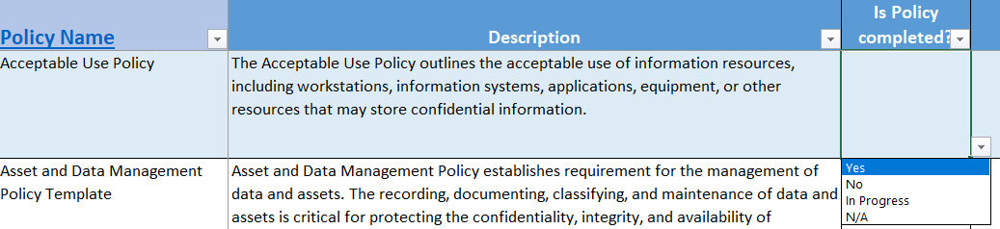 Is Policy
Policy Name
Description
completed?
Acceptable Use Policy
The Acceptable Use Policy outlines the acceptable use of information resources,
including workstations, information systems, applications, equipment, or other
resources that may store confidential information.
Asset and Data Management
Policy Template
Asset and Data Management Policy establishes requirement for the management of
data and assets. The recording, documenting, classifying, and maintenance of data and
assets is critical for protecting the confidentiality, integrity, and availability of
Yes
No
In Progress
N/A